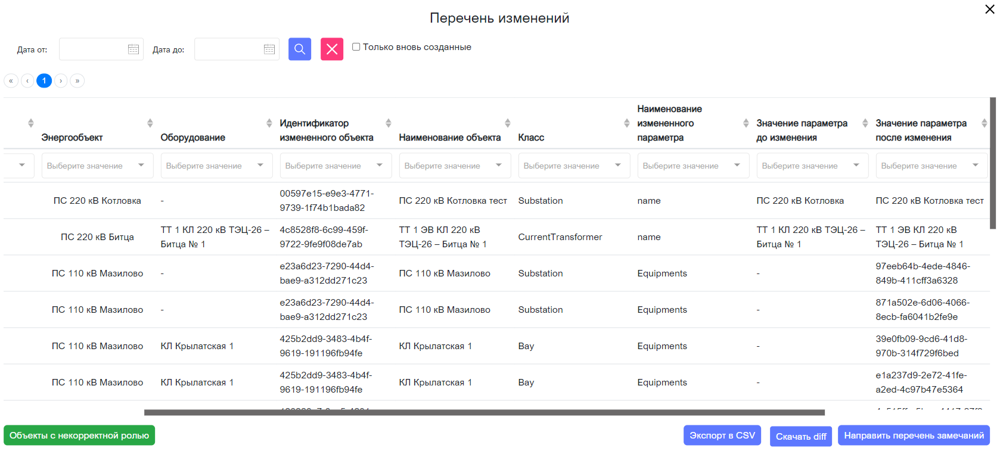 Перечень изменений
Дата от:
Дата до:
Только вновь созданные
« ‹ 1 › »
Энергообъект
Оборудование
Идентификатор
измененного объекта
Наименование объекта
Класс
Наименование
измененного
параметра
Значение параметра
до изменения
Значение параметра
после изменения
Выберите значение
Выберите значение
Выберите значение
Выберите значение
Выберите значение
Выберите значение
Выберите значение
Выберите значение
ПС 220 кВ Котловка
-
00597e15-e9e3-4771-
9739-1f74b1bada82
ПС 220 кВ Котловка тест
Substation
name
ПС 220 кВ Котловка
ПС 220 кВ Котловка тест
ПС 220 кВ Битца
ТТ 1 КЛ 220 кВ ТЭЦ-26 –
Битца № 1
4c8528f8-6c99-459f-
9722-9fe9f08de7ab
ТТ 1 ЭВ КЛ 220 кВ
ТЭЦ-26 – Битца № 1
CurrentTransformer
name
ТТ 1 КЛ 220 кВ ТЭЦ-26 –
Битца № 1
ТТ 1 ЭВ КЛ 220 кВ
ТЭЦ-26 – Битца № 1
ПС 110 кВ Мазилово
-
e23a6d23-7290-44d4-
bae9-a312dd271c23
ПС 110 кВ Мазилово
Substation
Equipments
-
97eeb64b-4ede-4846-
849b-411cff3a6328
ПС 110 кВ Мазилово
-
e23a6d23-7290-44d4-
bae9-a312dd271c23
ПС 110 кВ Мазилово
Substation
Equipments
-
871a502e-6d06-4066-
8ecb-fa6041b2fe9e
ПС 110 кВ Мазилово
КЛ Крылатская 1
425b2dd9-3483-4b4f-
9619-191196fb94fe
КЛ Крылатская 1
Bay
Equipments
-
39e0fb09-9cd6-41d8-
970b-314f729f6bed
ПС 110 кВ Мазилово
КЛ Крылатская 1
425b2dd9-3483-4b4f-
9619-191196fb94fe
КЛ Крылатская 1
Bay
Equipments
-
e1a237d9-2e72-41fe-
a2ed-4c97b47e5364
Объекты с некорректной ролью
Экспорт в CSV
Скачать diff
Направить перечень замечаний